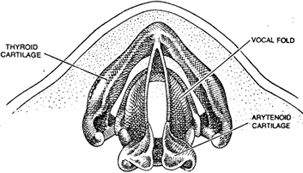 THYROID
CARTILAGE
VOCAL FOLD
ARYTENOID
CARTILAGE